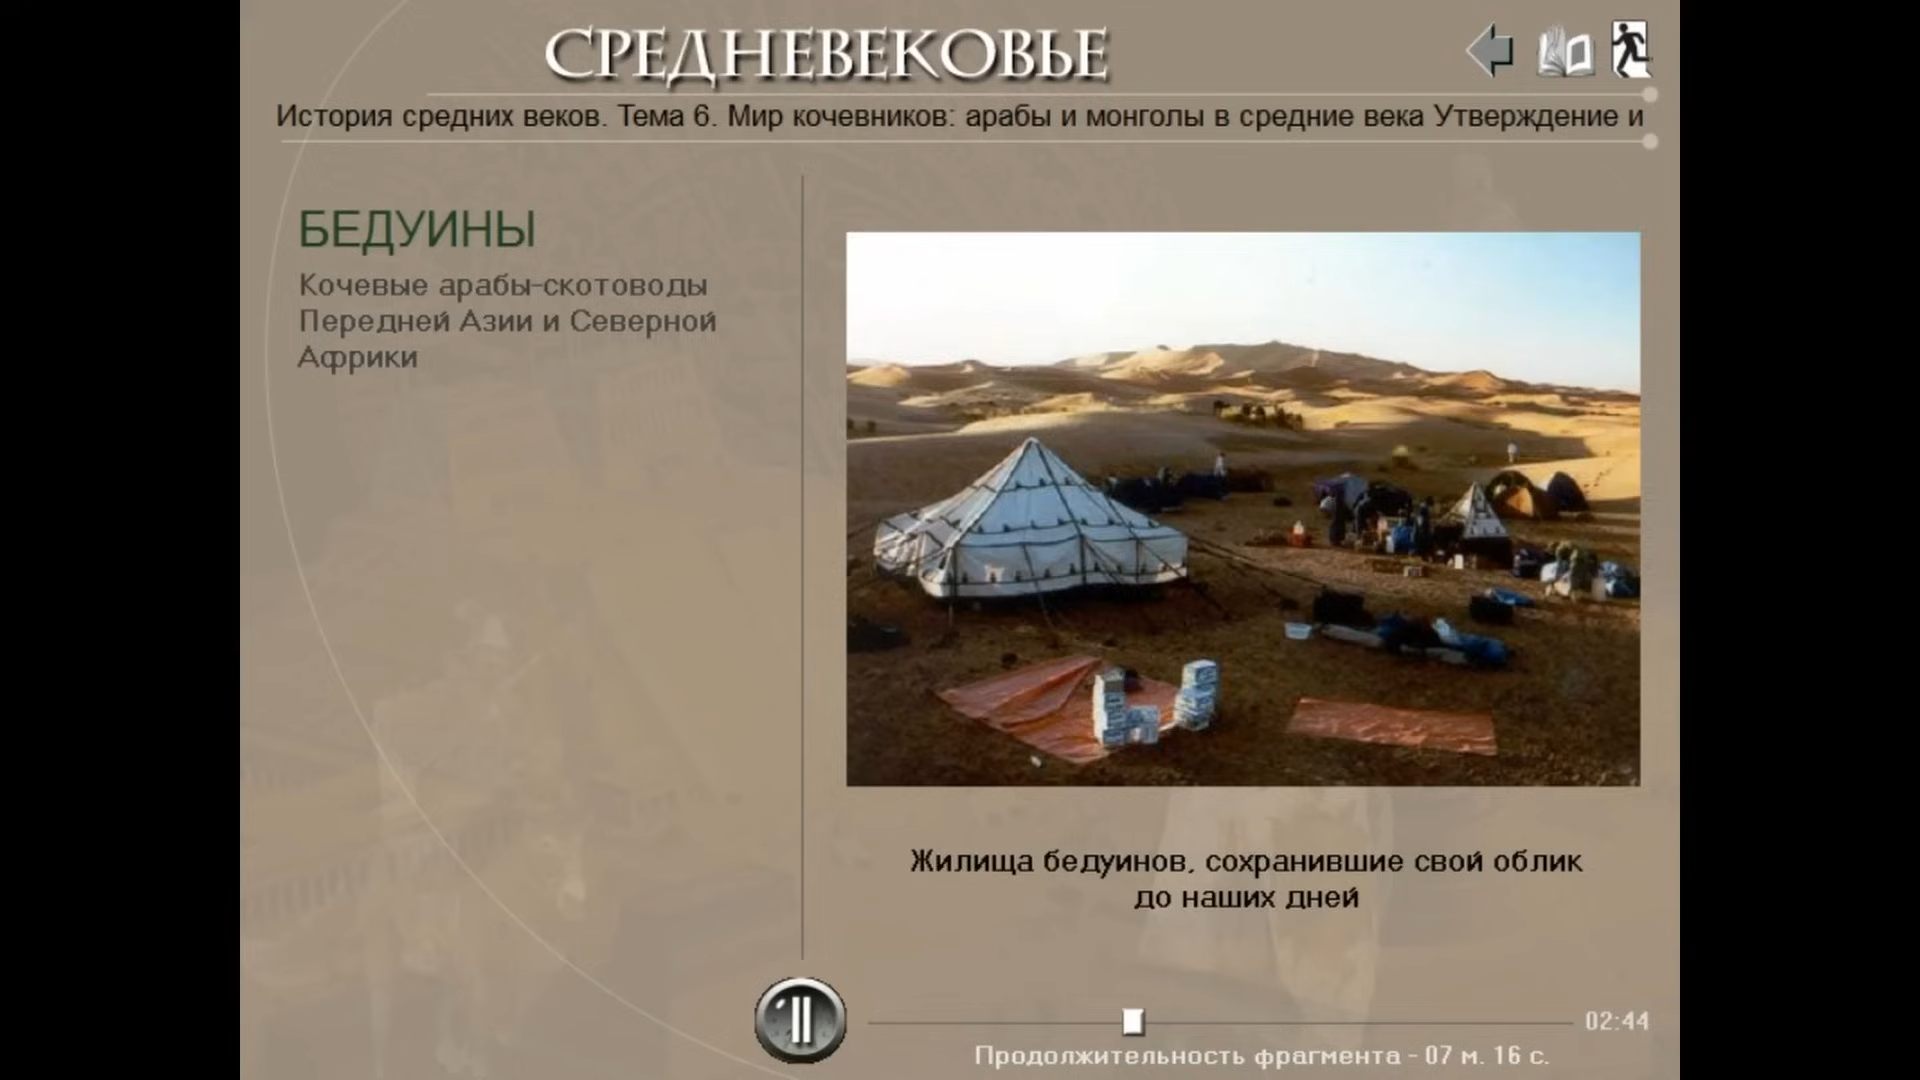 СРЕДНЕВЕКОВЬЕ
История средних веков. Тема 6. Мир кочевников: арабы и монголы в средние века Утверждение и
БЕДУИНЫ
Кочевые арабы-скотоводы
Передней Азии и Северной
Африки
Жилища бедуинов, сохранившие свой облик
до наших дней
02:44
Продолжительность фрагмента - 07 м. 16 с.